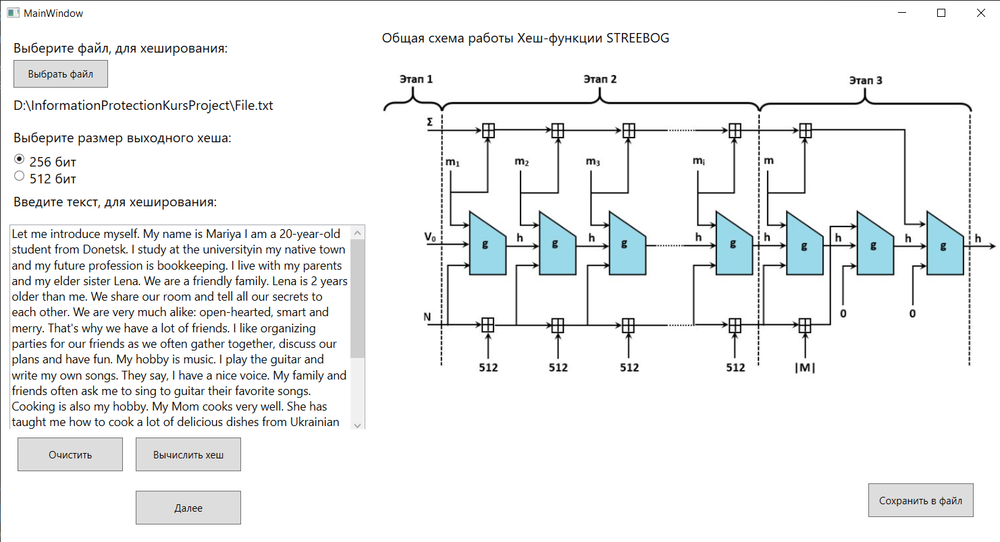 MainWindow
Выберите файл, для хеширования:
Выбрать файл
D:\InformationProtectionKursProject\File.txt
Выберите размер выходного хеша:
256 бит
512 бит
Введите текст, для хеширования:
Let me introduce myself. My name is Mariya I am a 20-year-old
student from Donetsk. I study at the universityin my native town
and my future profession is bookkeeping. I live with my parents
and my elder sister Lena. We are a friendly family. Lena is 2 years
older than me. We share our room and tell all our secrets to
each other. We are very much alike: open-hearted, smart and
merry. That's why we have a lot of friends. I like organizing
parties for our friends as we often gather together, discuss our
plans and have fun. My hobby is music. I play the guitar and
write my own songs. They say, I have a nice voice. My family and
friends often ask me to sing to guitar their favorite songs.
Cooking is also my hobby. My Mom cooks very well. She has
taught me how to cook a lot of delicious dishes from Ukrainian
Очистить
Вычислить хеш
Далее
Общая схема работы Хеш-функции STREEBOG
Этап 1 Этап 2 Этап 3
Σ
m₁ m₂ m₃ mᵢ m
V₀ g h g h g h g h g h g h g h
0 0
N
512 512 512 512 |M|
Сохранить в файл